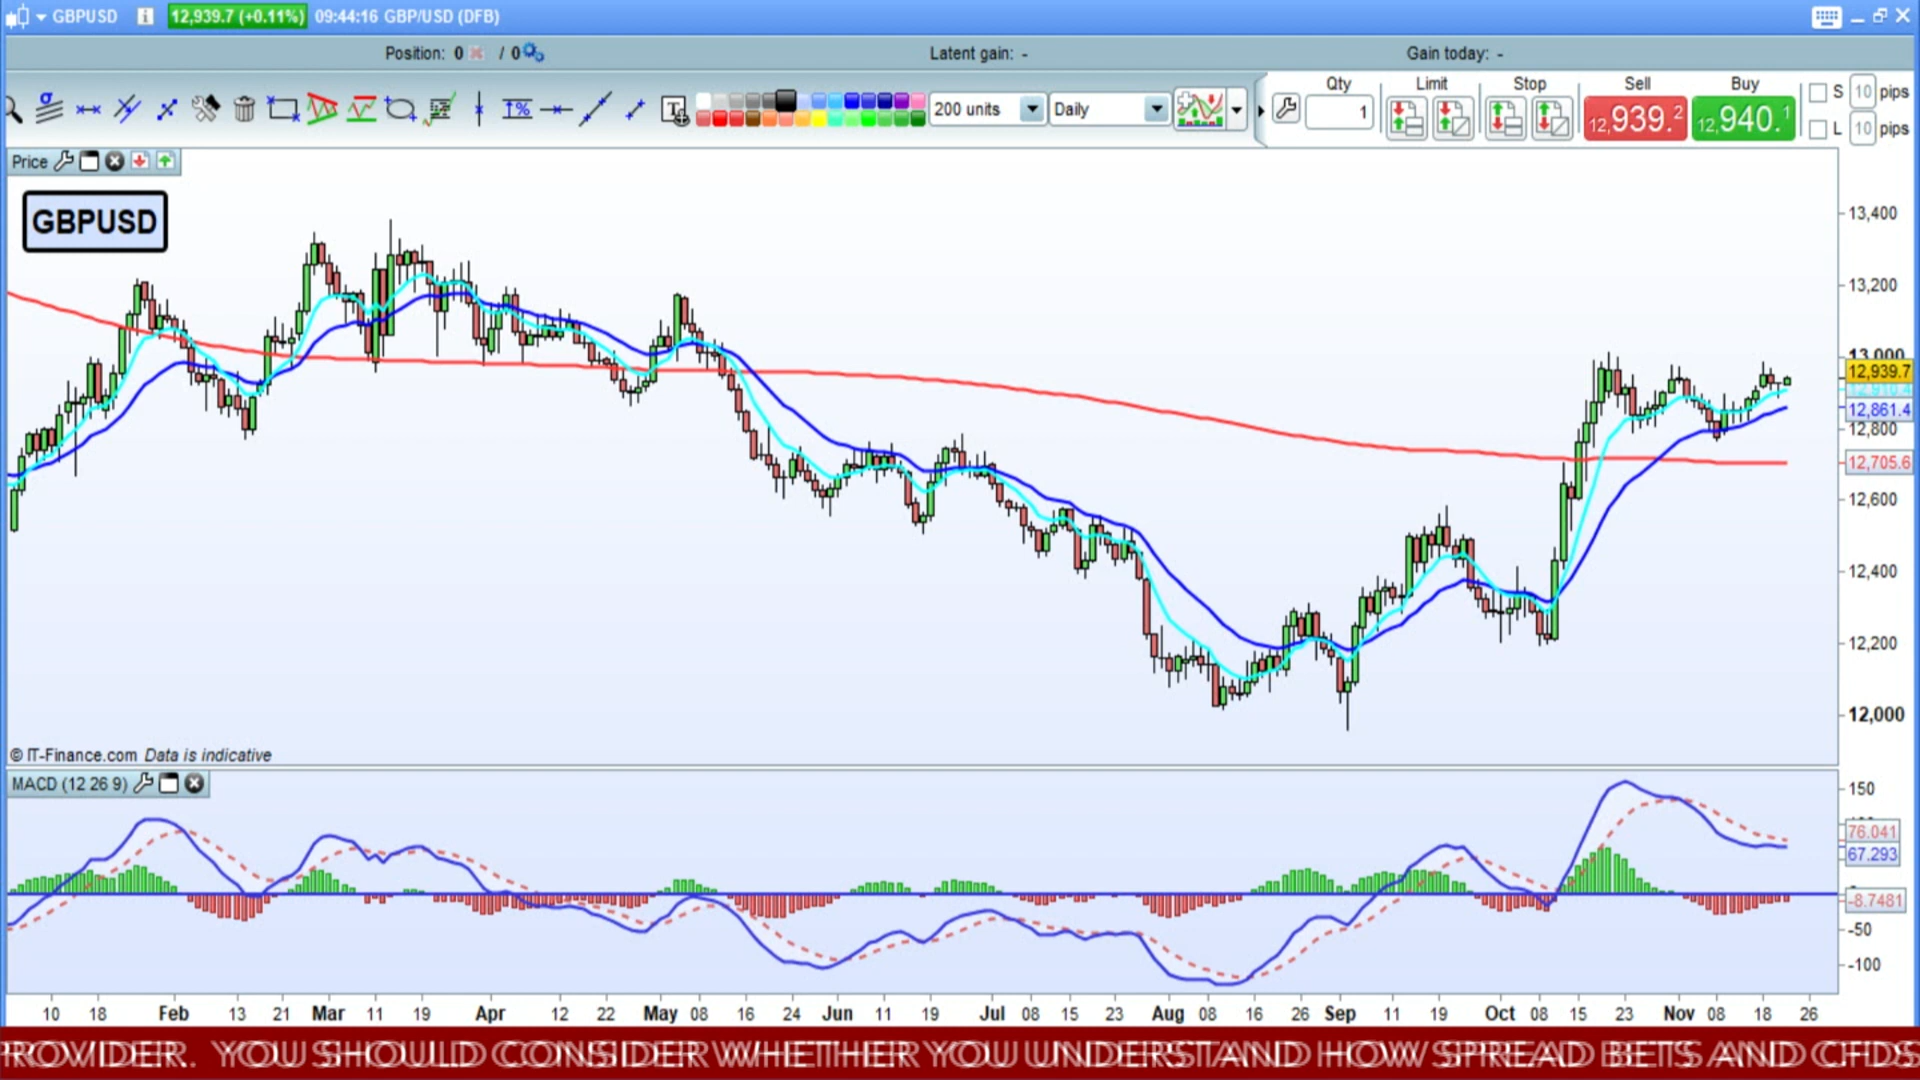 GBPUSD 12,939.7 (+0.11%) 09:44:16 GBP/USD (DFB)
Position: 0 / 0 Latent gain: - Gain today: -
Qty Limit Stop Sell Buy
S 10 pips
200 units Daily 1 12,939.2 12,940.1
L 10 pips
Price
GBPUSD
13,400
13,200
13,000
12,939.7
12,861.4
12,800
12,705.6
12,600
12,400
12,200
12,000
© IT-Finance.com Data is indicative
MACD (12 26 9)
150
76.041
67.293
-8.7481
-50
-100
10 18 Feb 13 21 Mar 11 19 Apr 12 22 May 08 16 24 Jun 11 19 Jul 08 15 23 Aug 08 16 26 Sep 11 19 Oct 08 15 23 Nov 08 18 26
PROVIDER. YOU SHOULD CONSIDER WHETHER YOU UNDERSTAND HOW SPREAD BETS AND CFDS